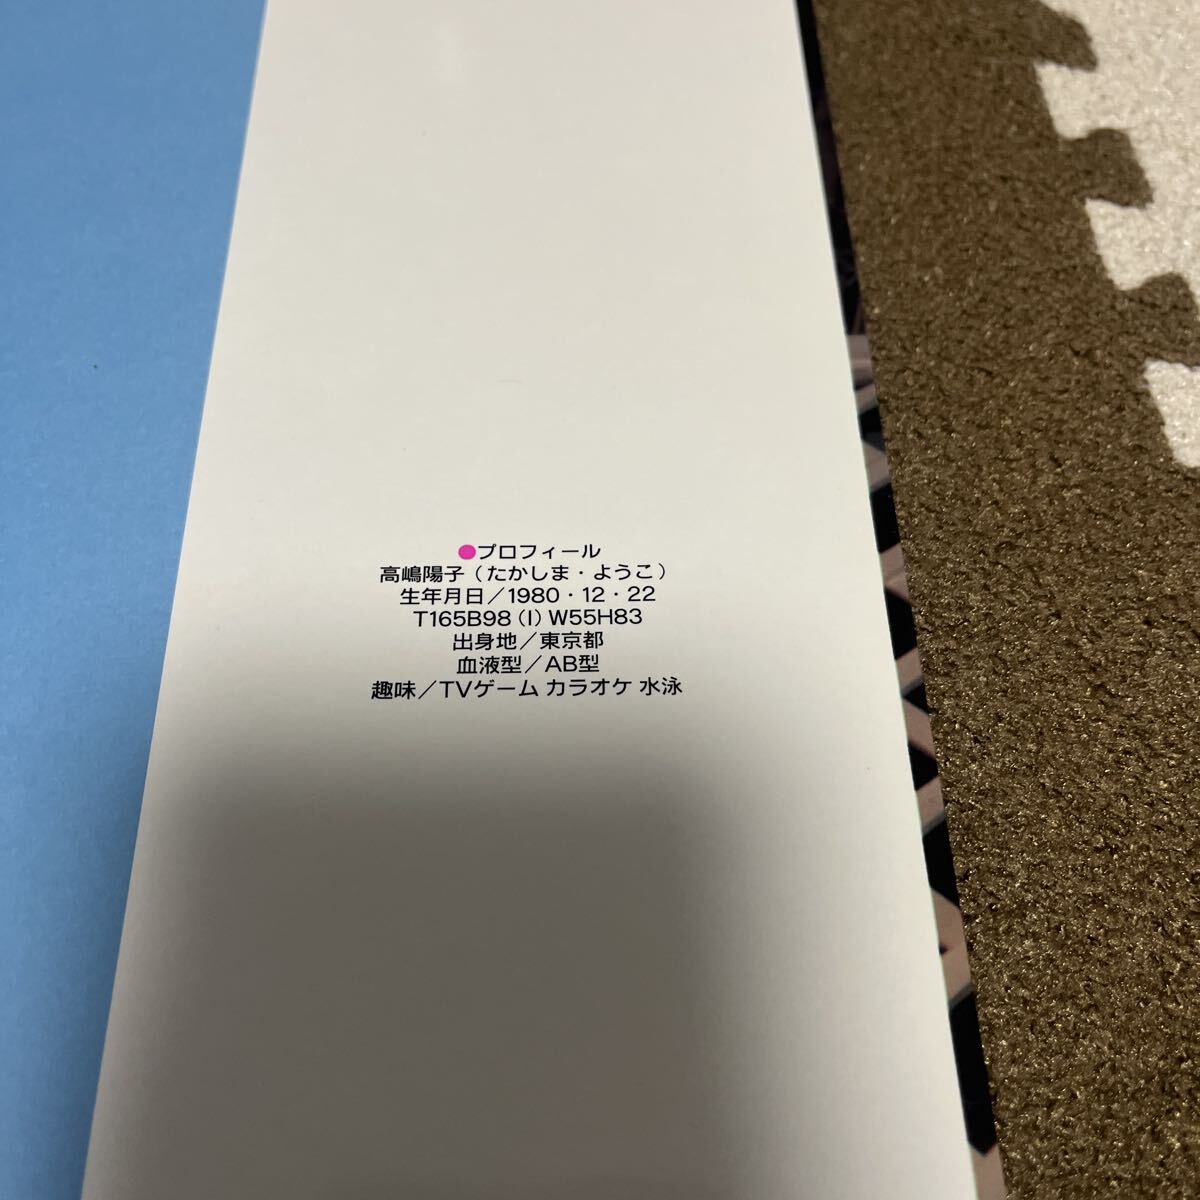 ●プロフィール
高嶋陽子（たかしま・ようこ）
生年月日／1980・12・22
T165B98（I）W55H83
出身地／東京都
血液型／AB型
趣味／TVゲーム カラオケ 水泳